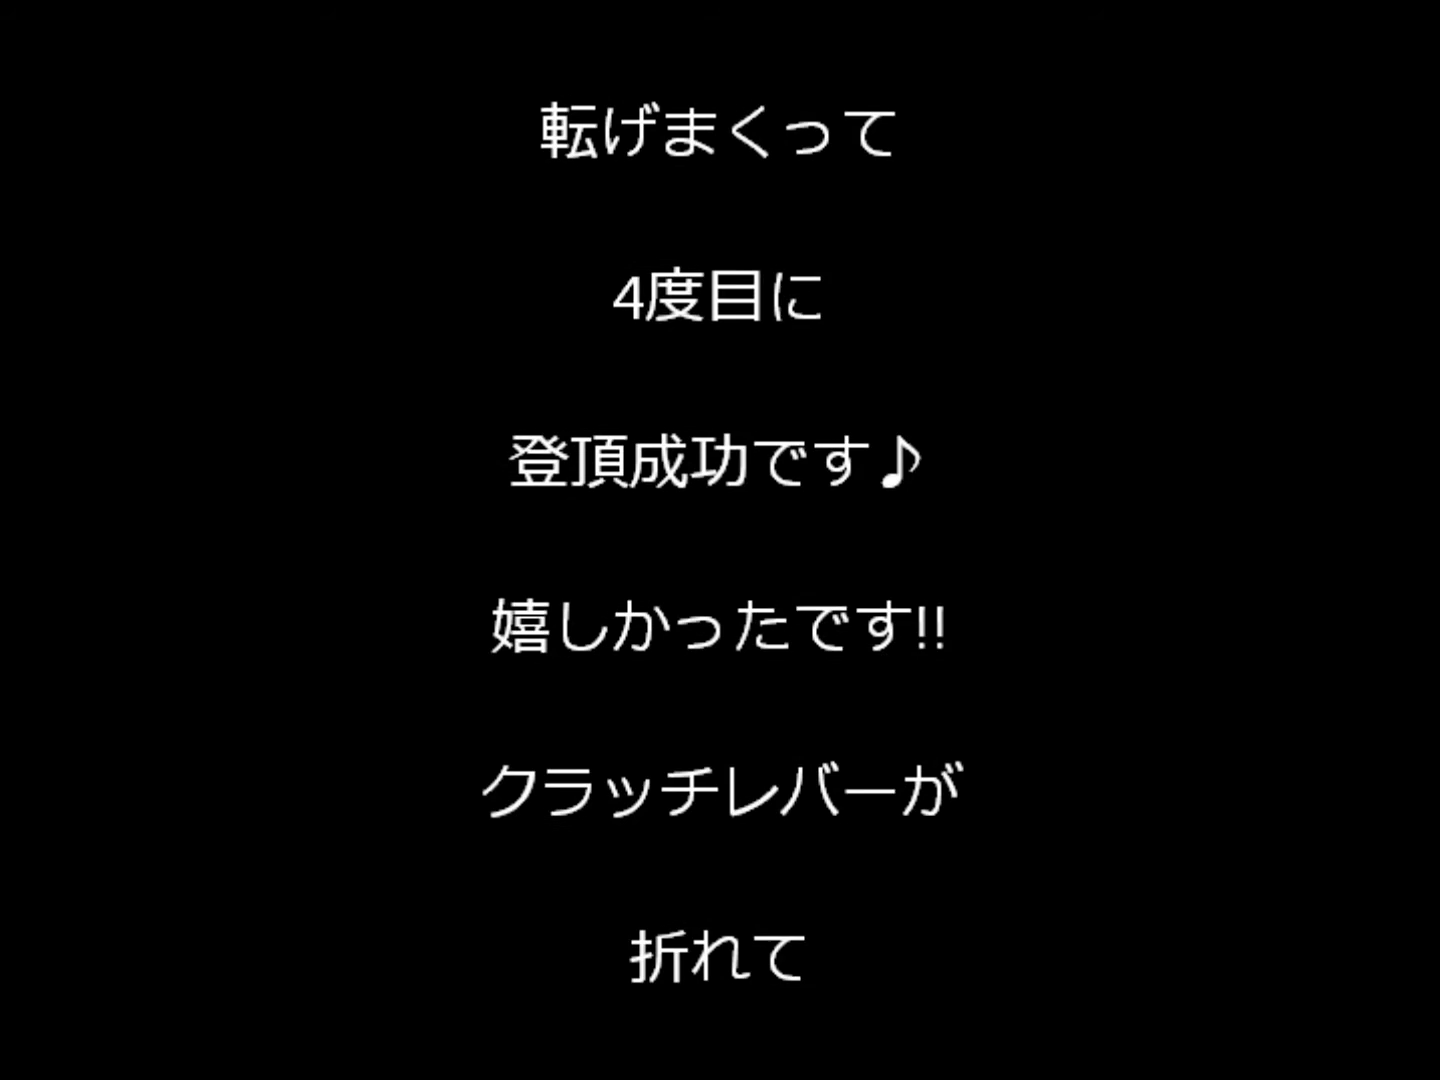 転げまくって
4度目に
登頂成功です♪
嬉しかったです!!
クラッチレバーが
折れて